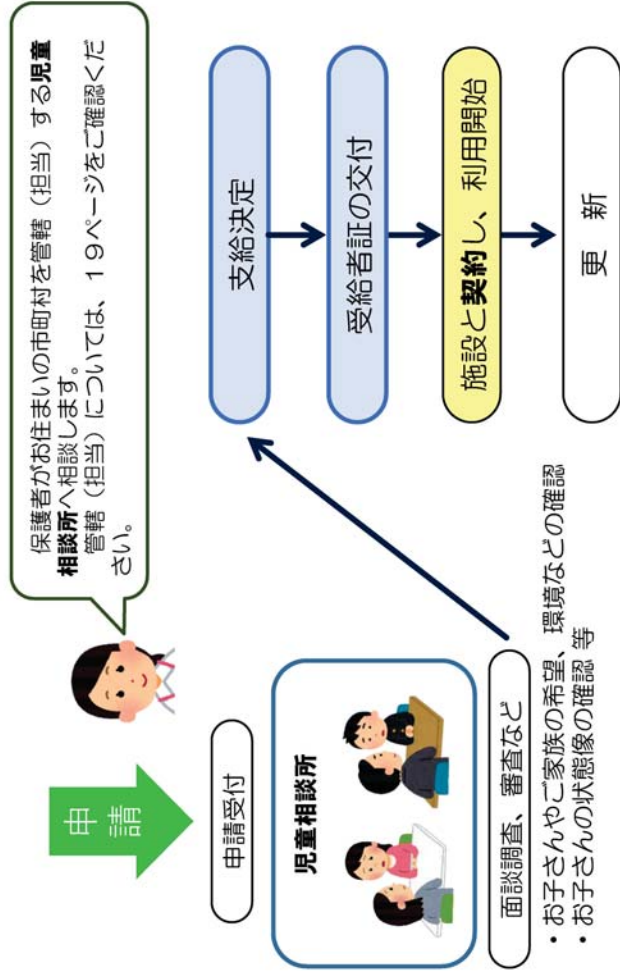 申
請
保護者がお住まいの市町村を管轄（担当）する児童
相談所へ相談します。
管轄（担当）については、１９ページをご確認くだ
さい。
申請受付
児童相談所
面談調査、審査など
・お子さんやご家族の希望、環境などの確認
・お子さんの状態像の確認 等
支給決定
受給者証の交付
施設と契約し、利用開始
更 新